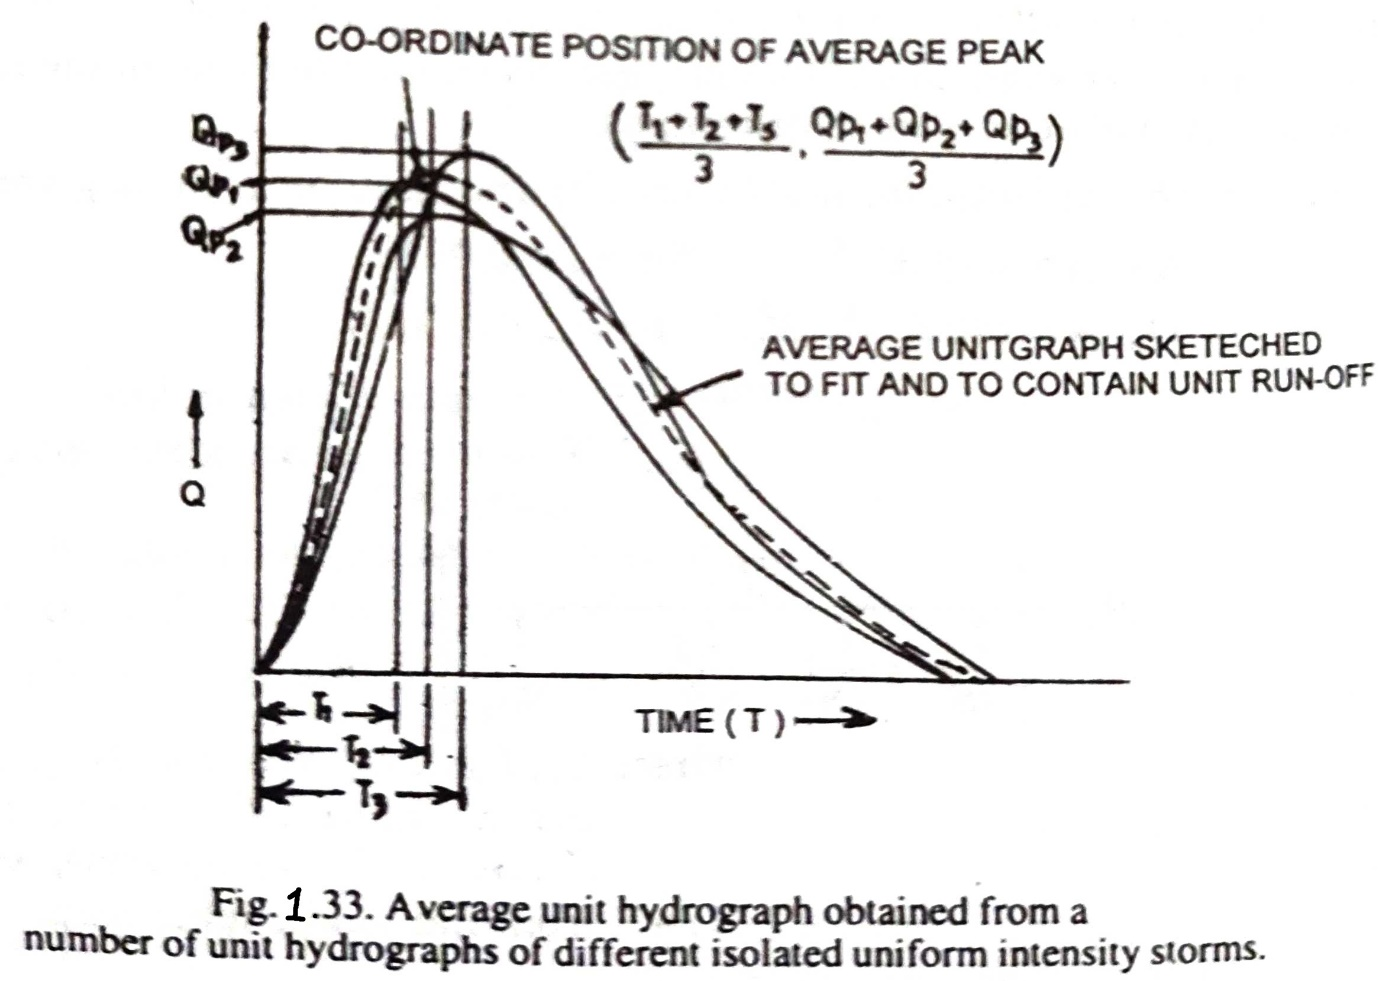 CO-ORDINATE POSITION OF AVERAGE PEAK
(T1+T2+Ts/3, Qp1+Qp2+Qp3/3)
Qp3
Qp1
Qp2
AVERAGE UNITGRAPH SKETECHED
TO FIT AND TO CONTAIN UNIT RUN-OFF
Q
T1
TIME (T)
T2
T3
Fig. 1.33. Average unit hydrograph obtained from a
number of unit hydrographs of different isolated uniform intensity storms.